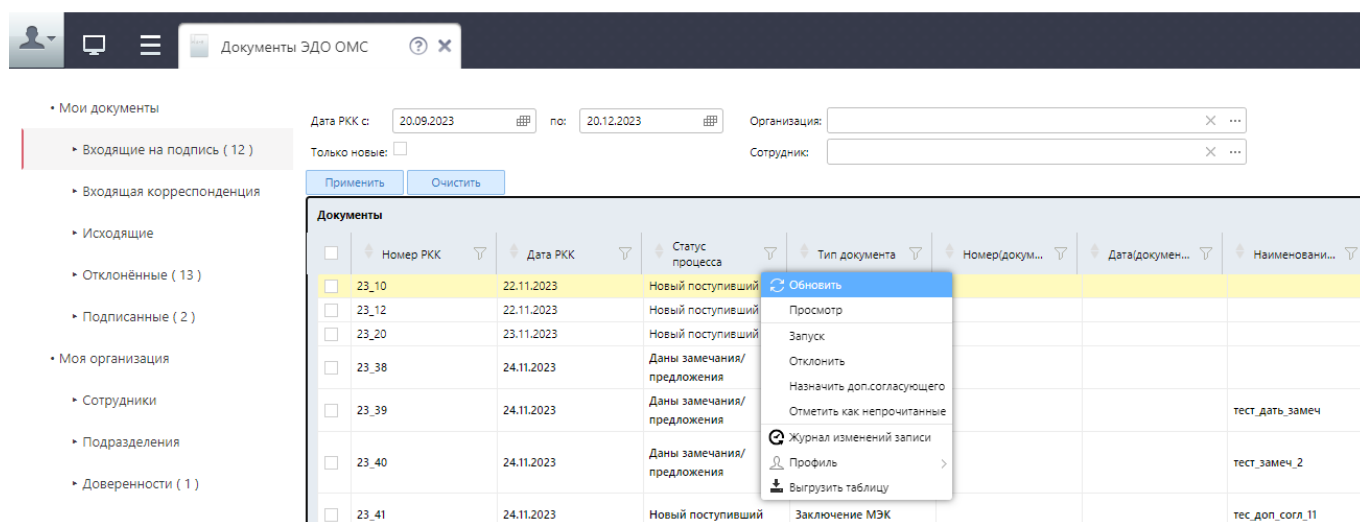 Документы ЭДО ОМС
• Мои документы
Входящие на подпись ( 12 )
Входящая корреспонденция
Исходящие
Отклонённые ( 13 )
Подписанные ( 2 )
• Моя организация
Сотрудники
Подразделения
Доверенности ( 1 )
Дата РКК с: 20.09.2023 по: 20.12.2023 Организация:
Только новые: Сотрудник:
Применить Очистить
Документы
Номер РКК Дата РКК Статус процесса Тип документа Номер(докум... Дата(докумен... Наименовани...
23_10 22.11.2023 Новый поступивший
23_12 22.11.2023 Новый поступивший
23_20 23.11.2023 Новый поступивший
23_38 24.11.2023 Даны замечания/ предложения
23_39 24.11.2023 Даны замечания/ предложения тест_дать_замеч
23_40 24.11.2023 Даны замечания/ предложения тест_замеч_2
23_41 24.11.2023 Новый поступивший Заключение МЭК тес_доп_согл_11
Обновить
Просмотр
Запуск
Отклонить
Назначить доп.согласующего
Отметить как непрочитанные
Журнал изменений записи
Профиль
Выгрузить таблицу